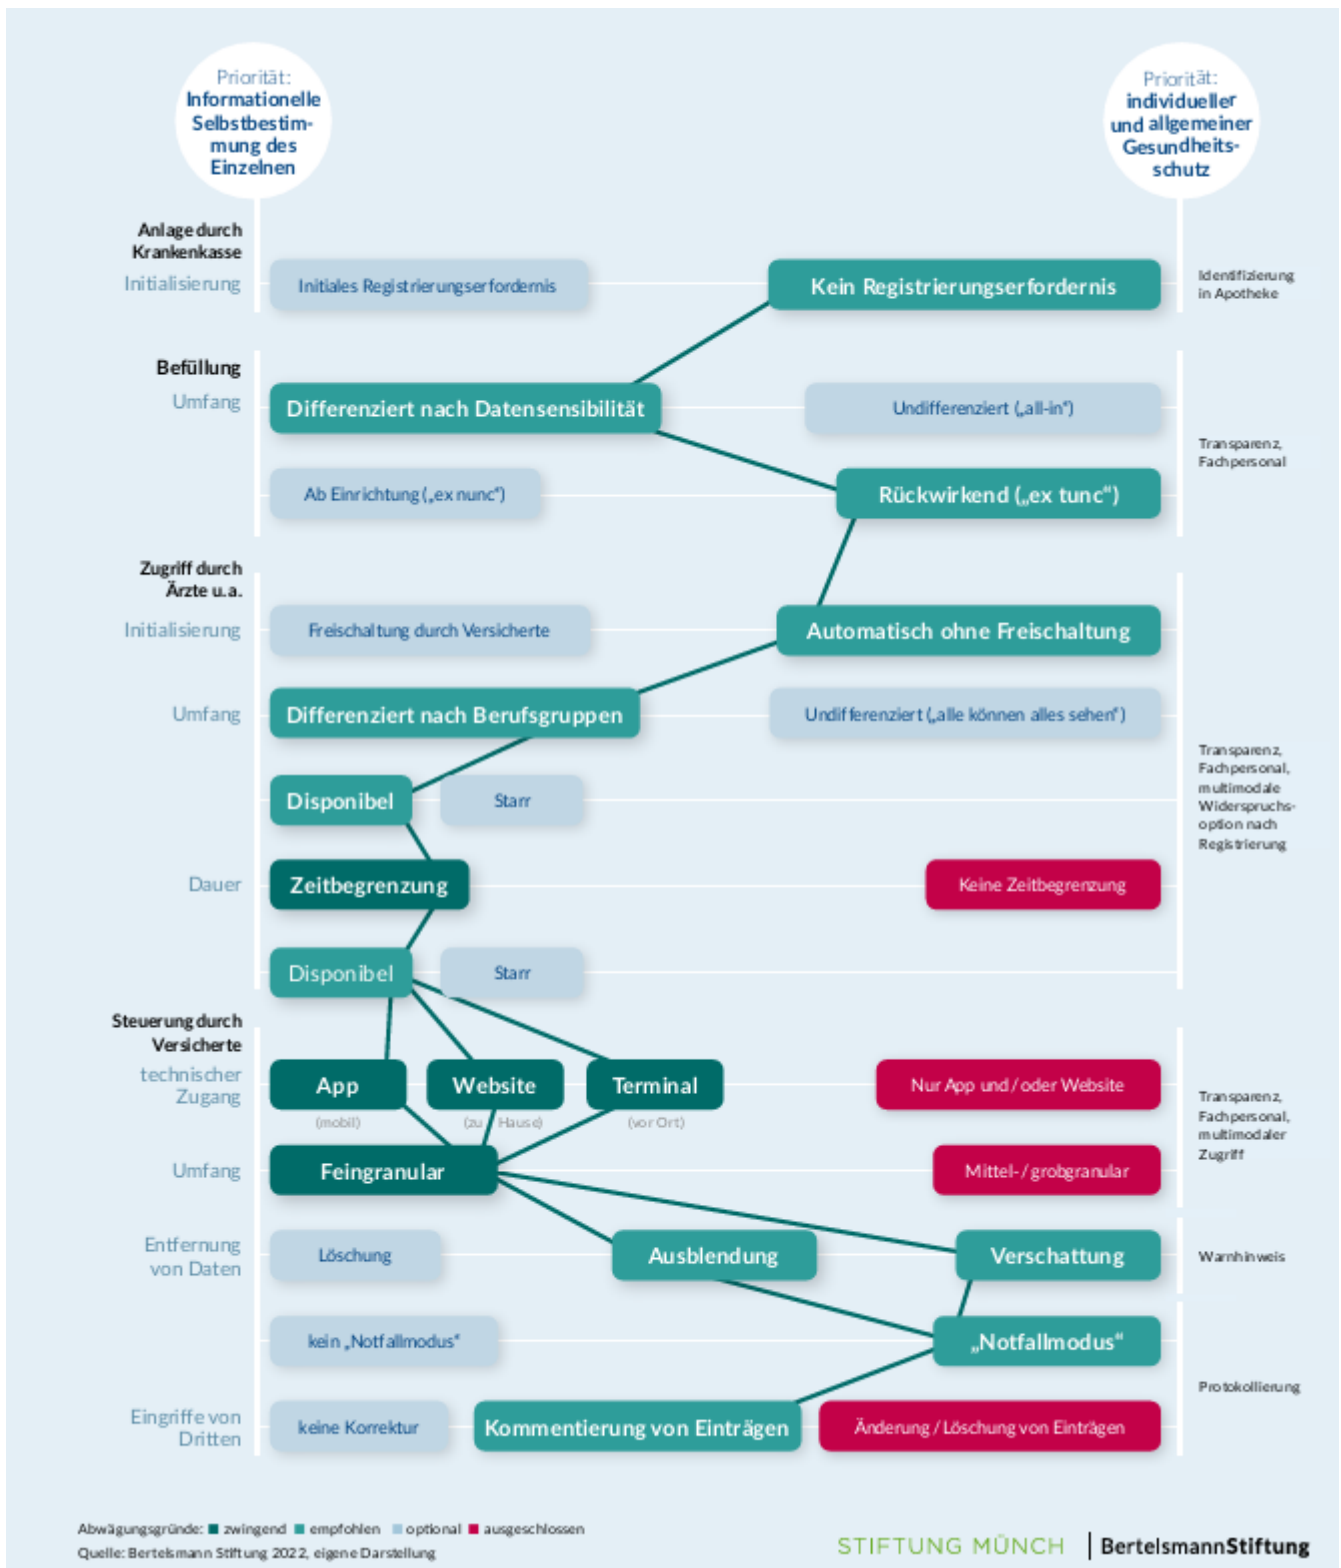 Priorität:
Informationelle
Selbstbestim-
mung des
Einzelnen
Priorität:
individueller
und allgemeiner
Gesundheits-
schutz
Anlage durch
Krankenkasse
Initialisierung
Initiales Registrierungserfordernis
Kein Registrierungserfordernis
Identifizierung
in Apotheke
Befüllung
Umfang
Differenziert nach Datensensibilität
Undifferenziert („all-in“)
Transparenz,
Fachpersonal
Ab Einrichtung („ex nunc“)
Rückwirkend („ex tunc“)
Zugriff durch
Ärzte u.a.
Initialisierung
Freischaltung durch Versicherte
Automatisch ohne Freischaltung
Umfang
Differenziert nach Berufsgruppen
Undifferenziert („alle können alles sehen“)
Transparenz,
Fachpersonal,
multimodale
Widerspruchs-
option nach
Registrierung
Disponibel
Starr
Dauer
Zeitbegrenzung
Keine Zeitbegrenzung
Disponibel
Starr
Steuerung durch
Versicherte
technischer
Zugang
App
Website
Terminal
Nur App und / oder Website
(mobil)
(zu Hause)
(vor Ort)
Transparenz,
Fachpersonal,
multimodaler
Zugriff
Umfang
Feingranular
Mittel- / grobgranular
Entfernung
von Daten
Löschung
Ausblendung
Verschattung
Warnhinweis
kein „Notfallmodus“
„Notfallmodus“
Protokollierung
Eingriffe von
Dritten
keine Korrektur
Kommentierung von Einträgen
Änderung / Löschung von Einträgen
Abwägungsgründe: zwingend empfohlen optional ausgeschlossen
Quelle: Bertelsmann Stiftung 2022, eigene Darstellung
STIFTUNG MÜNCH | BertelsmannStiftung